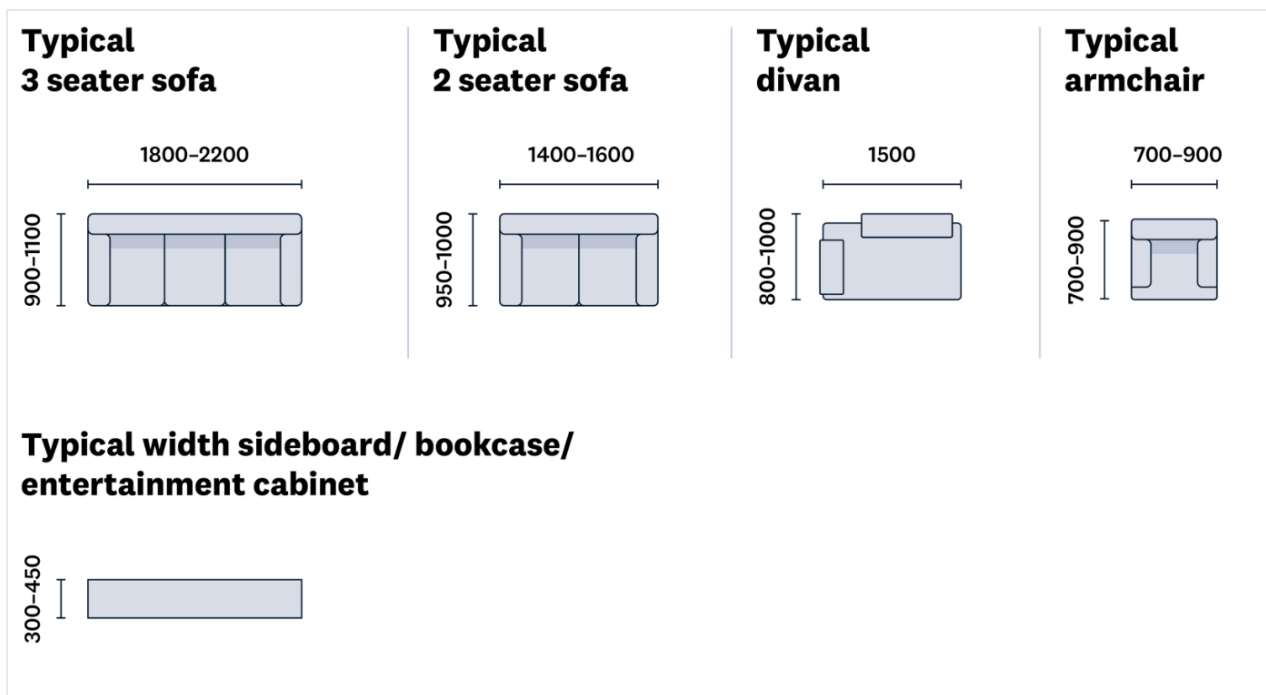 Typical
3 seater sofa
1800–2200
900–1100
Typical
2 seater sofa
1400–1600
950–1000
Typical
divan
1500
800–1000
Typical
armchair
700–900
700–900
Typical width sideboard/ bookcase/
entertainment cabinet
300–450